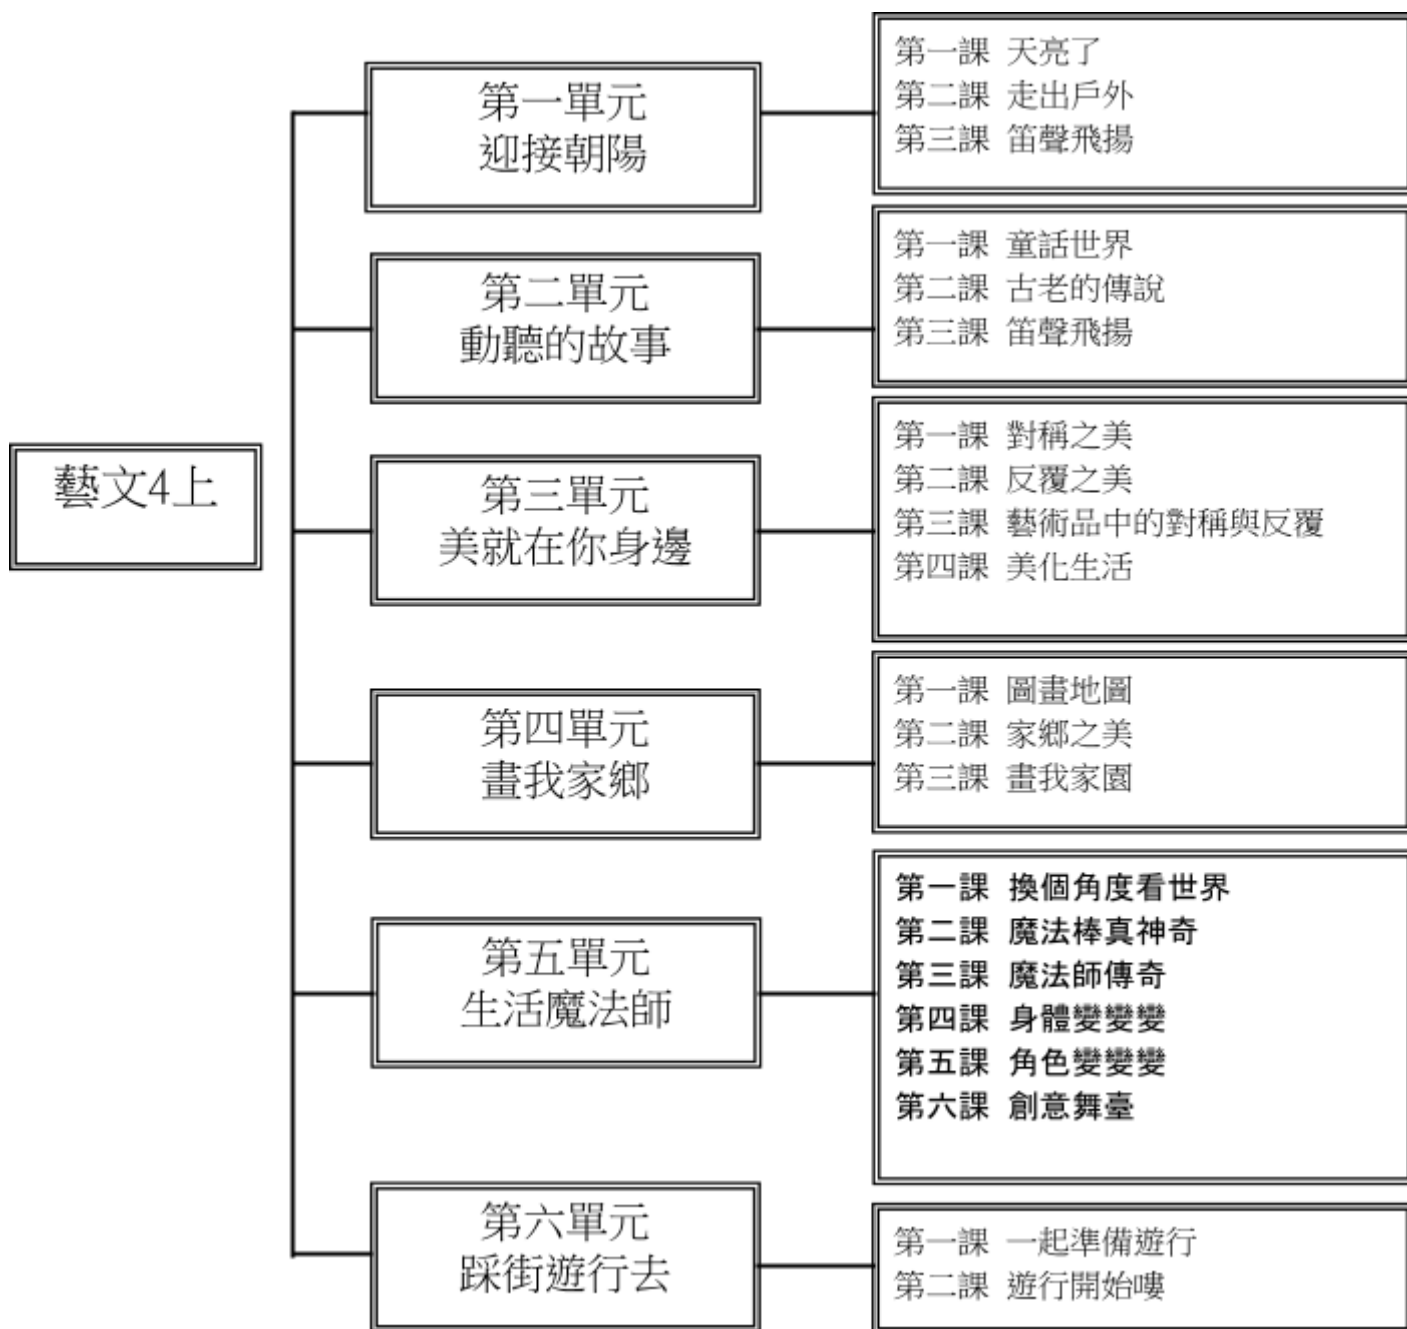 藝文4上
第一單元
迎接朝陽
第一課 天亮了
第二課 走出戶外
第三課 笛聲飛揚
第二單元
動聽的故事
第一課 童話世界
第二課 古老的傳說
第三課 笛聲飛揚
第三單元
美就在你身邊
第一課 對稱之美
第二課 反覆之美
第三課 藝術品中的對稱與反覆
第四課 美化生活
第四單元
畫我家鄉
第一課 圖畫地圖
第二課 家鄉之美
第三課 畫我家園
第五單元
生活魔法師
第一課 換個角度看世界
第二課 魔法棒真神奇
第三課 魔法師傳奇
第四課 身體變變變
第五課 角色變變變
第六課 創意舞臺
第六單元
踩街遊行去
第一課 一起準備遊行
第二課 遊行開始嘍